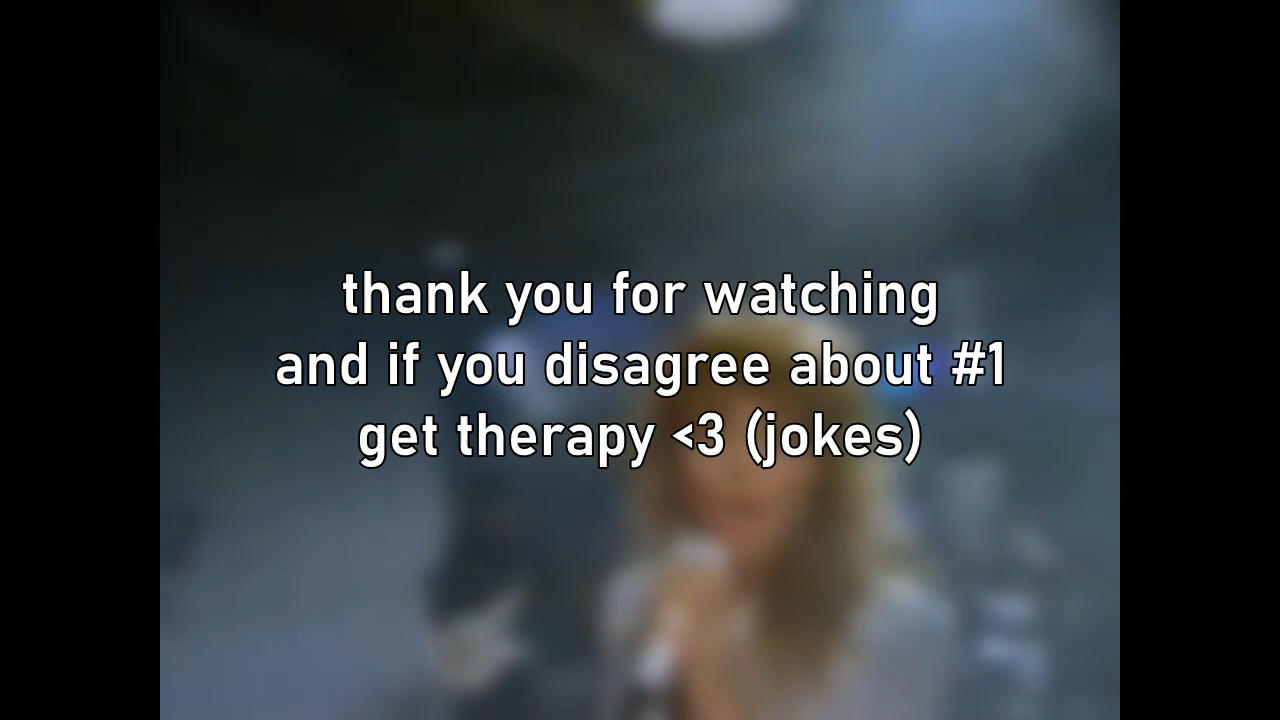 thank you for watching
and if you disagree about #1
get therapy <3 (jokes)